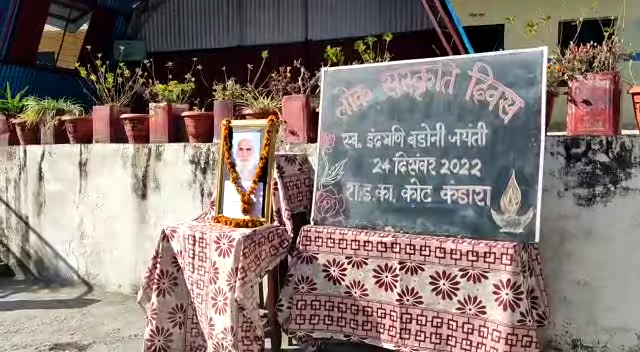 लोक संस्कृति दिवस
स्व. इंद्रमणि बडोनी जयंती
24 दिसंबर 2022
रा.इ.का. कोट कंडारा